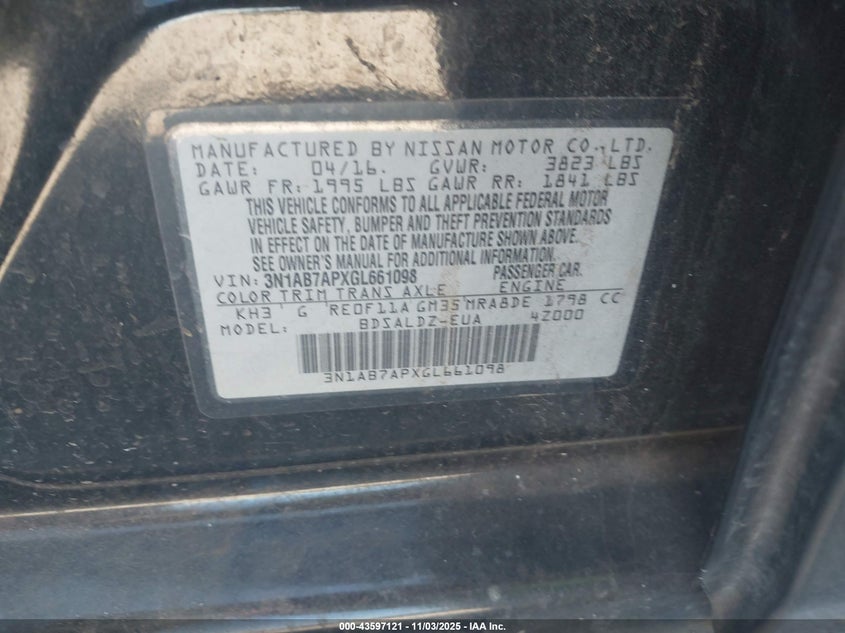 MANUFACTURED BY NISSAN MOTOR CO., LTD.
DATE: 04/16. GVWR: 3823 LBS
GAWR FR: 1995 LBS GAWR RR: 1841 LBS
THIS VEHICLE CONFORMS TO ALL APPLICABLE FEDERAL MOTOR
VEHICLE SAFETY, BUMPER AND THEFT PREVENTION STANDARDS
IN EFFECT ON THE DATE OF MANUFACTURE SHOWN ABOVE.
SEE OWNER'S MANUAL FOR ADDITIONAL INFORMATION.
VIN: 3N1AB7APXGL661098 PASSENGER CAR.
COLOR TRIM TRANS AXLE ENGINE
KH3 G RE0F11A GM35 MRA8DE 1798 CC
MODEL: BDSALDZ-EUA 4Z000
3N1AB7APXGL661098
000-43597121 - 11/03/2025 - IAA Inc.